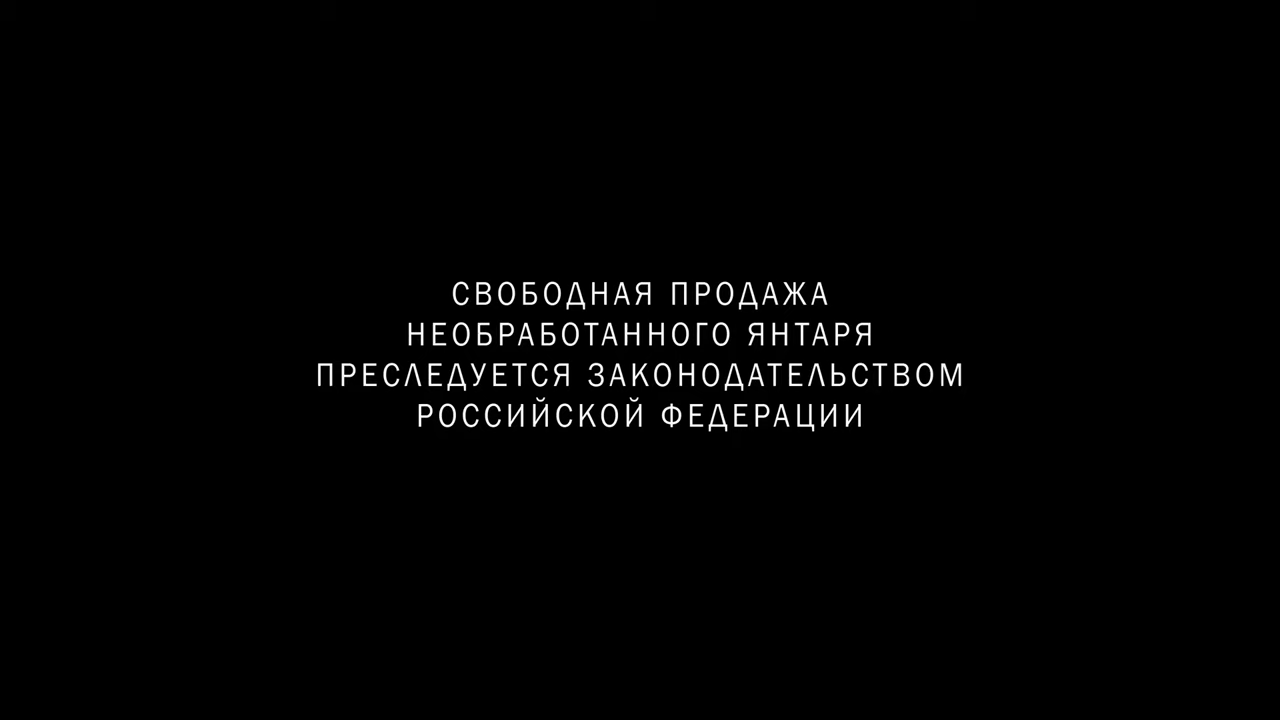 СВОБОДНАЯ ПРОДАЖА
НЕОБРАБОТАННОГО ЯНТАРЯ
ПРЕСЛЕДУЕТСЯ ЗАКОНОДАТЕЛЬСТВОМ
РОССИЙСКОЙ ФЕДЕРАЦИИ